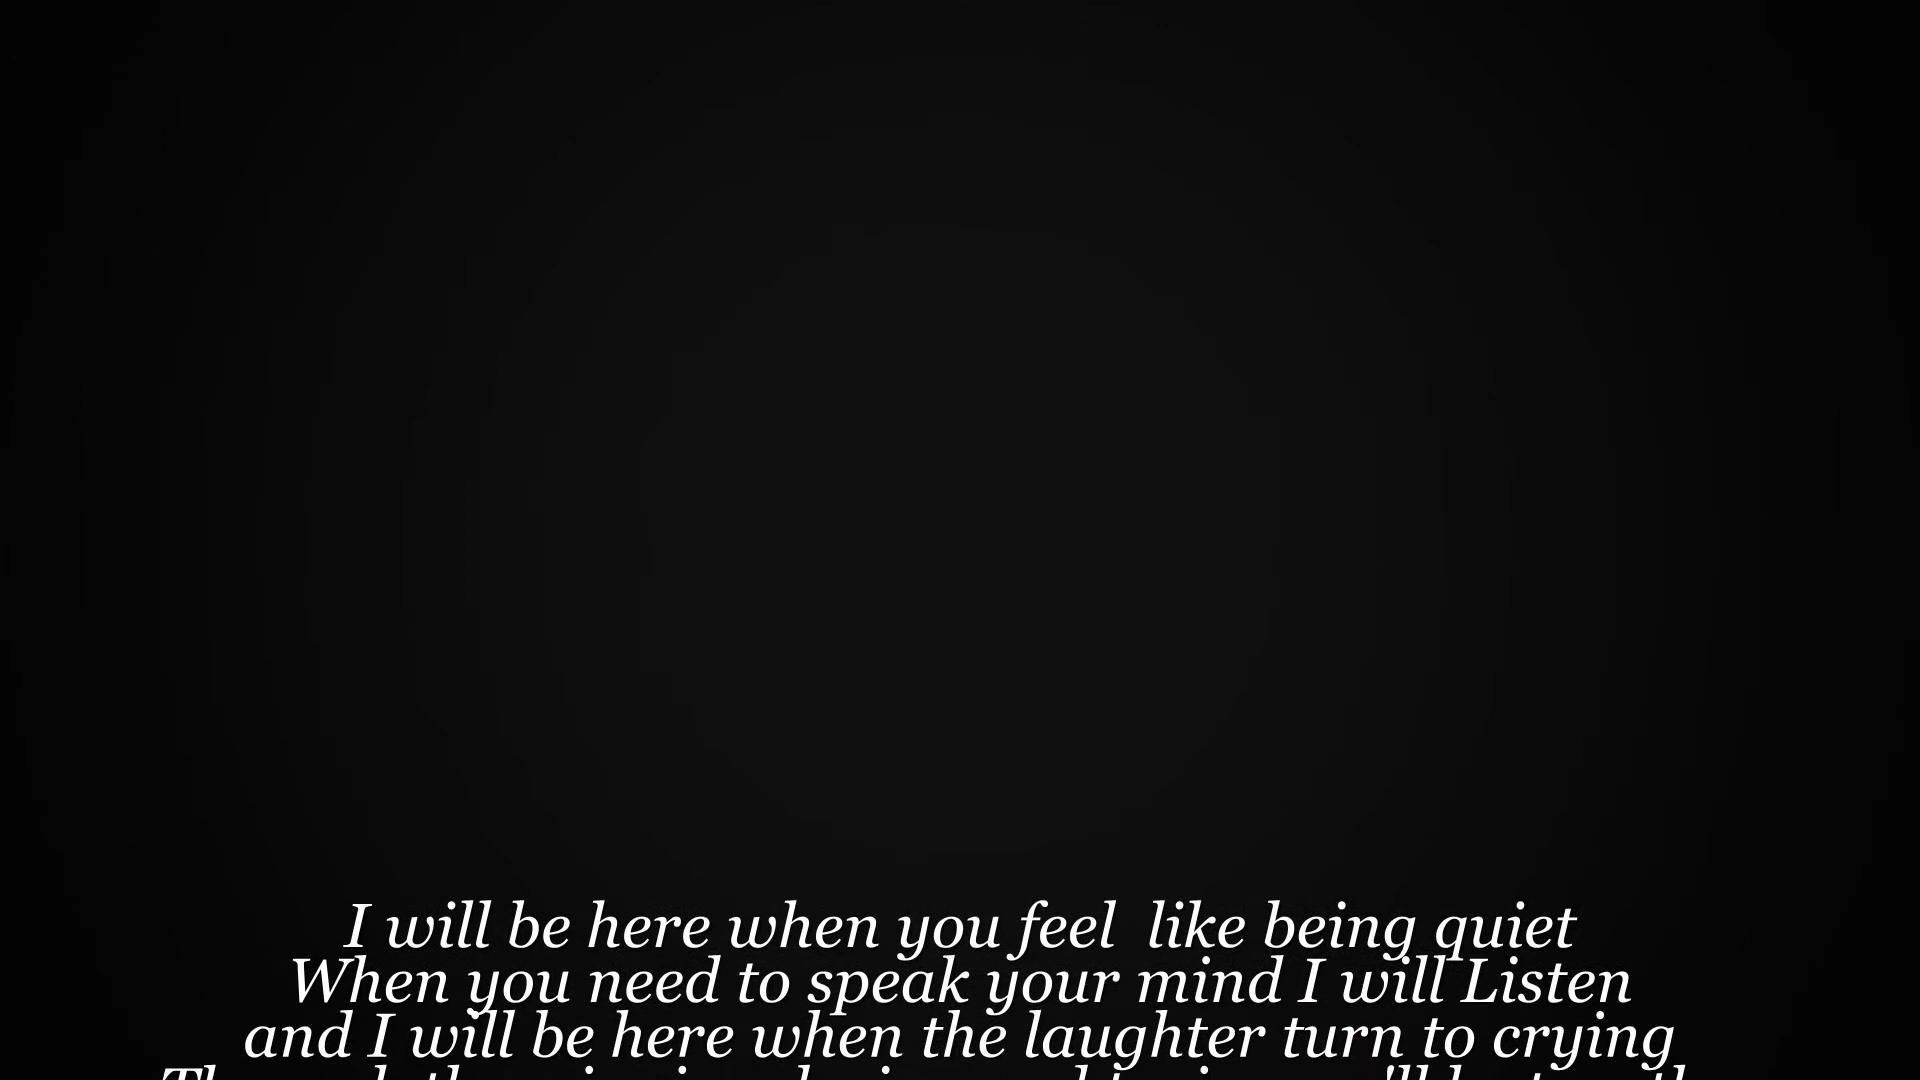 I will be here when you feel  like being quiet
When you need to speak your mind I will Listen
and I will be here when the laughter turn to crying